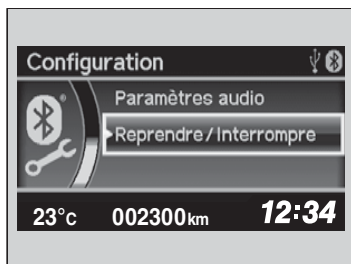 Configuration
Paramètres audio
Reprendre/Interrompre
23°c 002300km 12:34